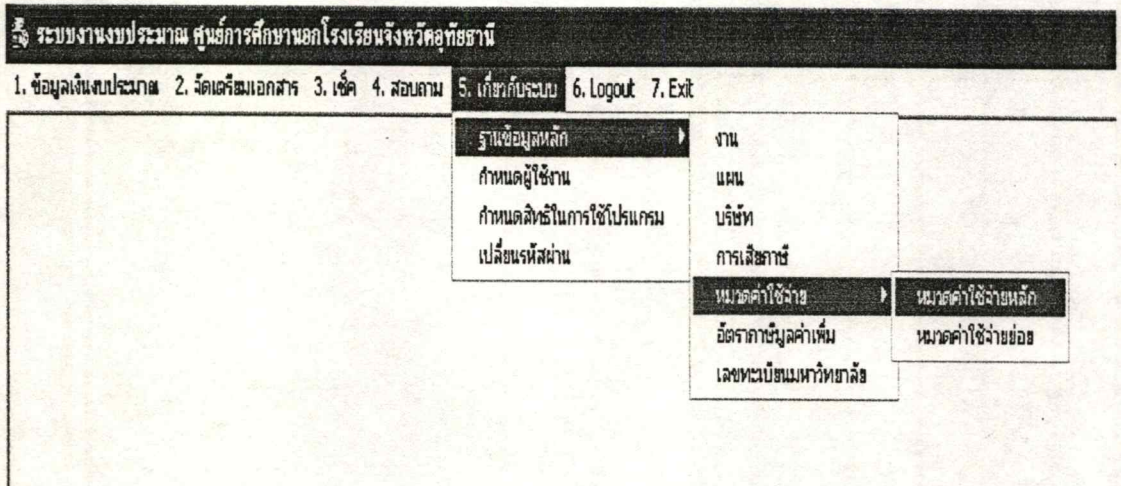 ระบบงานงบประมาณ ศูนย์การศึกษานอกโรงเรียนจังหวัดอุทัยธานี
1. ข้อมูลเงินงบประมาณ 2. จัดเตรียมเอกสาร 3. เช็ค 4. สอบถาม 5. เกี่ยวกับระบบ 6. Logout 7. Exit
ฐานข้อมูลหลัก
กำหนดผู้ใช้งาน
กำหนดสิทธิในการใช้โปรแกรม
เปลี่ยนรหัสผ่าน
งาน
แผน
บริษัท
การเสียภาษี
หมวดค่าใช้จ่าย
อัตราภาษีมูลค่าเพิ่ม
เลขทะเบียนมหาวิทยาลัย
หมวดค่าใช้จ่ายหลัก
หมวดค่าใช้จ่ายย่อย